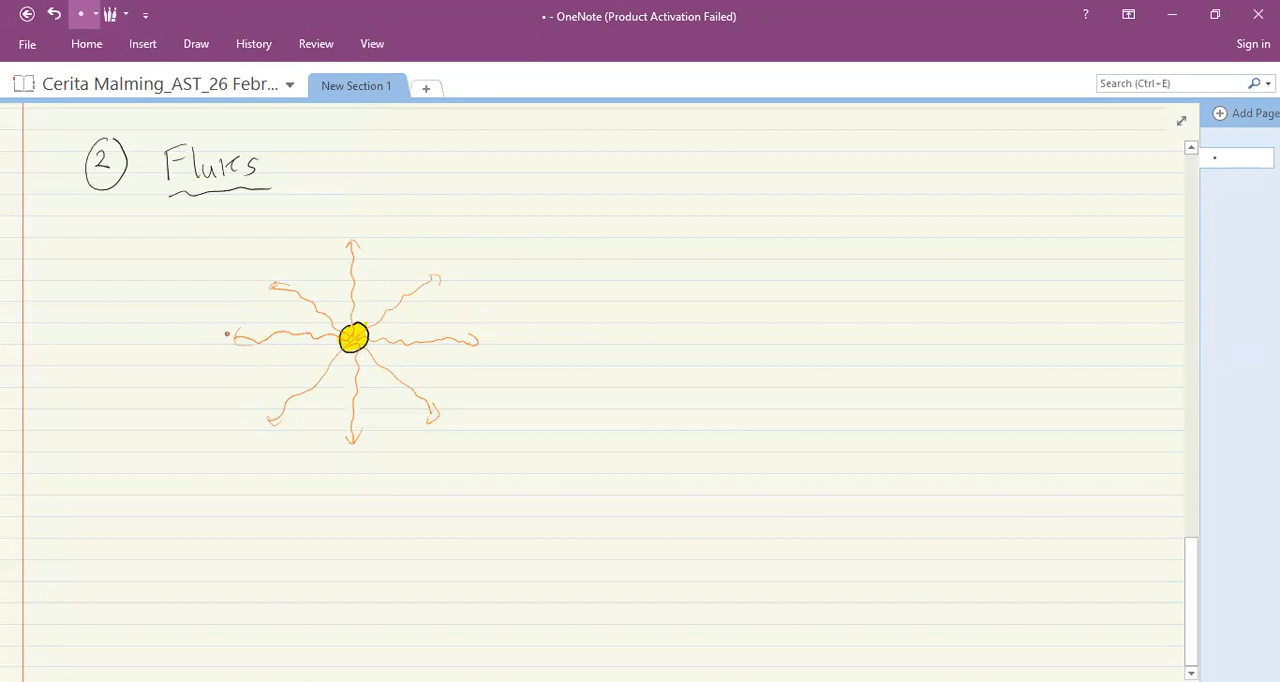 • - OneNote (Product Activation Failed)
?
File Home Insert Draw History Review View Sign in
Cerita Malming_AST_26 Febr... New Section 1 + Search (Ctrl+E)
Add Page
2 Fluks